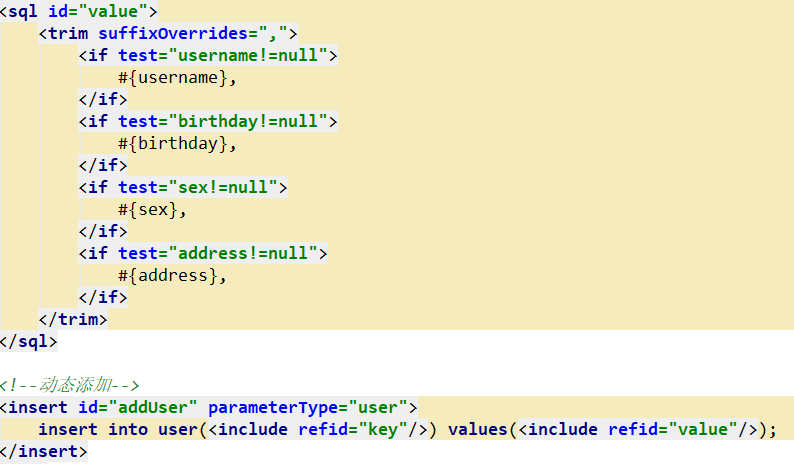 <sql id="value">
    <trim suffixOverrides=",">
        <if test="username!=null">
            #{username},
        </if>
        <if test="birthday!=null">
            #{birthday},
        </if>
        <if test="sex!=null">
            #{sex},
        </if>
        <if test="address!=null">
            #{address},
        </if>
    </trim>
</sql>
<!--动态添加-->
<insert id="addUser" parameterType="user">
    insert into user(<include refid="key"/>) values(<include refid="value"/>);
</insert>